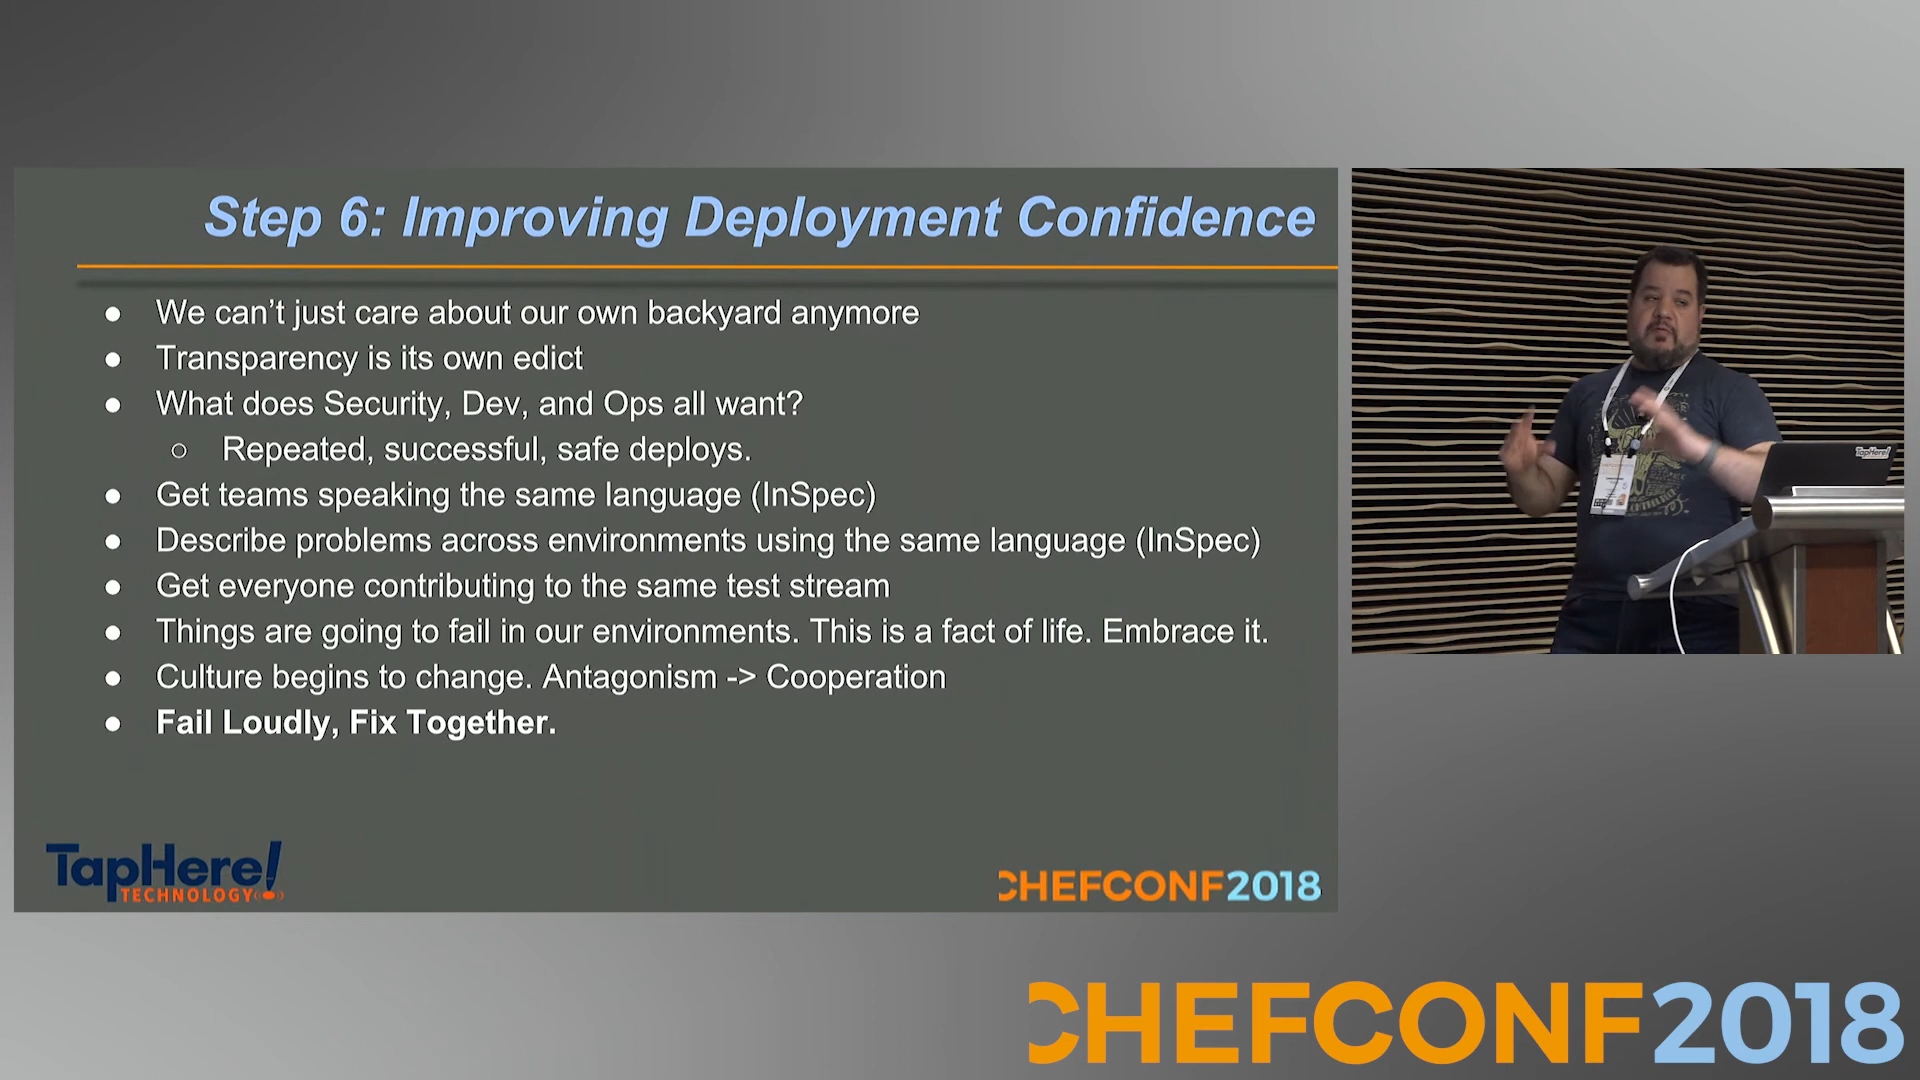 Step 6: Improving Deployment Confidence
● We can't just care about our own backyard anymore
● Transparency is its own edict
● What does Security, Dev, and Ops all want?
○ Repeated, successful, safe deploys.
● Get teams speaking the same language (InSpec)
● Describe problems across environments using the same language (InSpec)
● Get everyone contributing to the same test stream
● Things are going to fail in our environments. This is a fact of life. Embrace it.
● Culture begins to change. Antagonism -> Cooperation
● Fail Loudly, Fix Together.
TapHere!
TECHNOLOGY
CHEFCONF2018
TapHere!
CHEFCONF2018